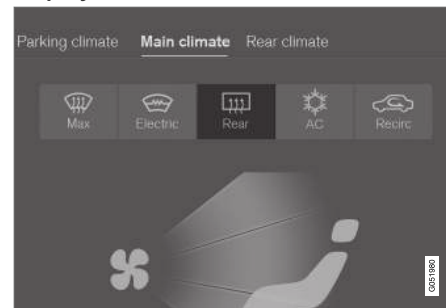 Parking climate Main climate Rear climate
Max Electric Rear AC Recirc
G051980